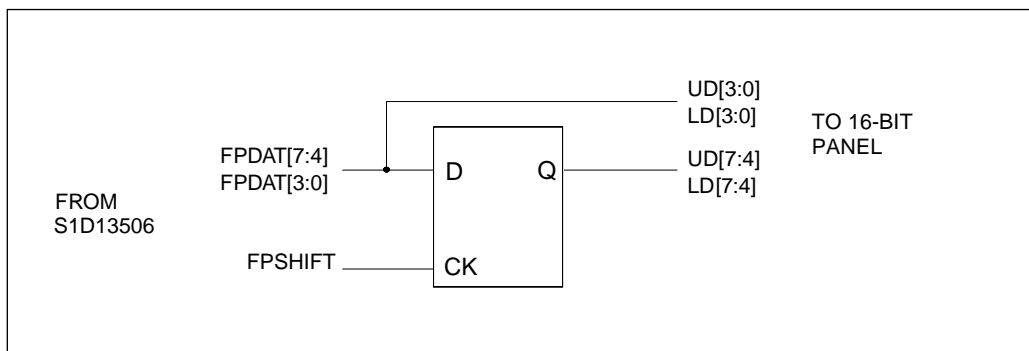 UD[3:0]
LD[3:0]
TO 16-BIT
PANEL
FPDAT[7:4]
FPDAT[3:0]
D
Q
UD[7:4]
LD[7:4]
FROM
S1D13506
FPSHIFT
CK